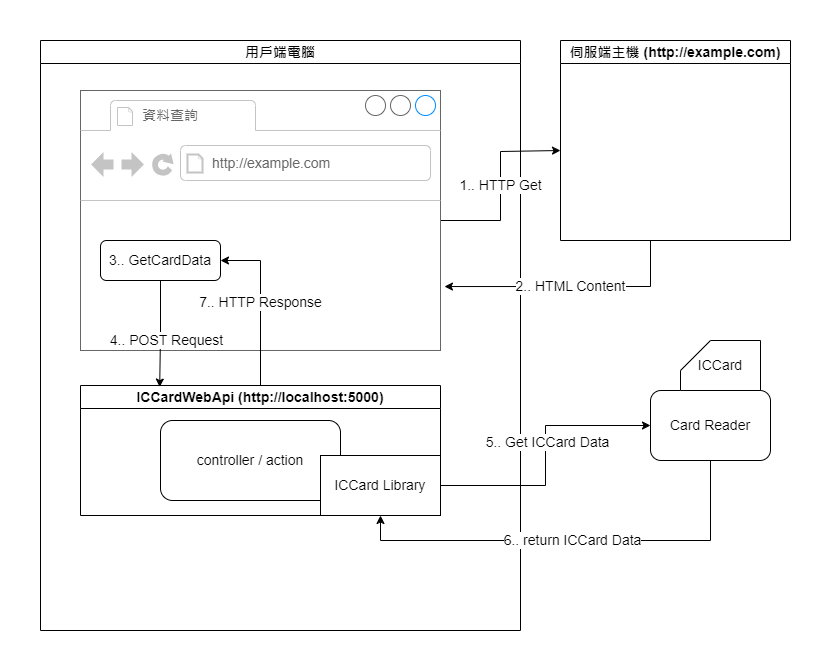 用戶端電腦
伺服端主機 (http://example.com)
資料查詢
http://example.com
1.. HTTP Get
3.. GetCardData
2.. HTML Content
7.. HTTP Response
4.. POST Request
ICCard
ICCardWebApi (http://localhost:5000)
Card Reader
5.. Get ICCard Data
controller / action
ICCard Library
6.. return ICCard Data